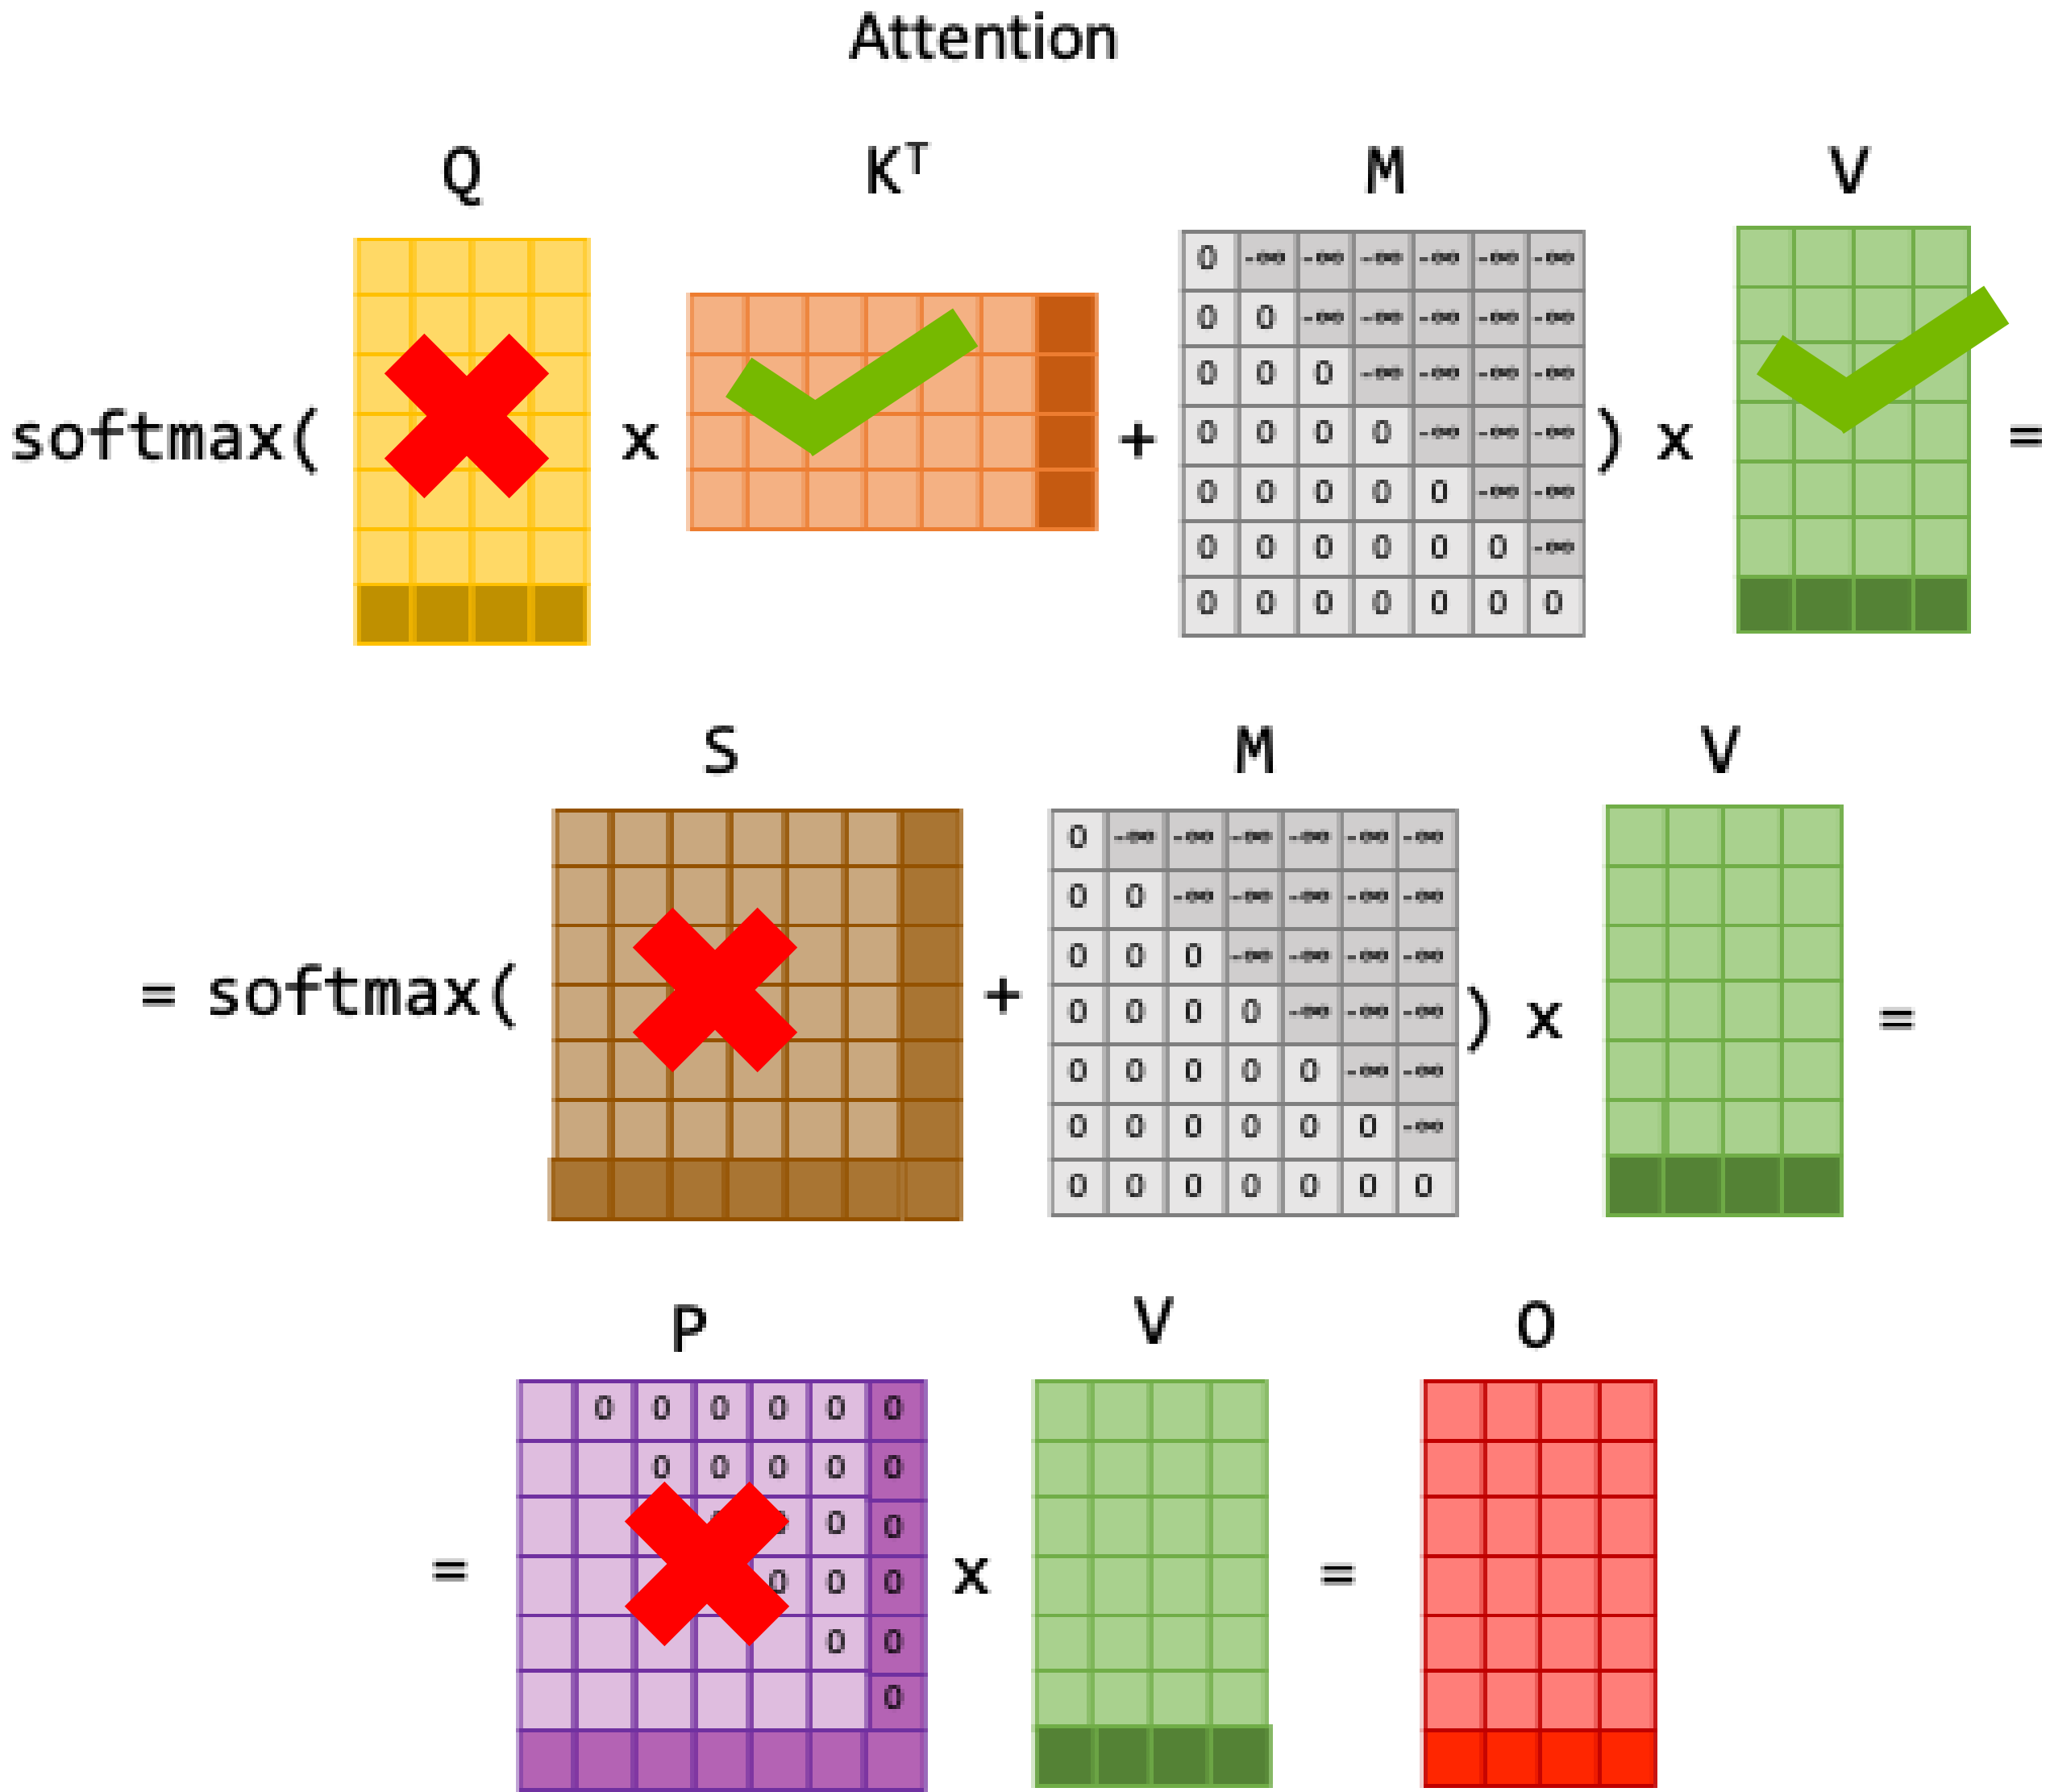 Attention
Q K^T M V
0 -∞ -∞ -∞ -∞ -∞ -∞
0 0 -∞ -∞ -∞ -∞ -∞
0 0 0 -∞ -∞ -∞ -∞
softmax( x + 0 0 0 0 -∞ -∞ -∞ ) x =
0 0 0 0 0 -∞ -∞
0 0 0 0 0 0 -∞
0 0 0 0 0 0 0
S M V
0 -∞ -∞ -∞ -∞ -∞ -∞
0 0 -∞ -∞ -∞ -∞ -∞
0 0 0 -∞ -∞ -∞ -∞
= softmax( + 0 0 0 0 -∞ -∞ -∞ ) x =
0 0 0 0 0 -∞ -∞
0 0 0 0 0 0 -∞
0 0 0 0 0 0 0
P V O
0 0 0 0 0 0
0 0 0 0 0
0 0
= 0 0 0 x =
0 0
0